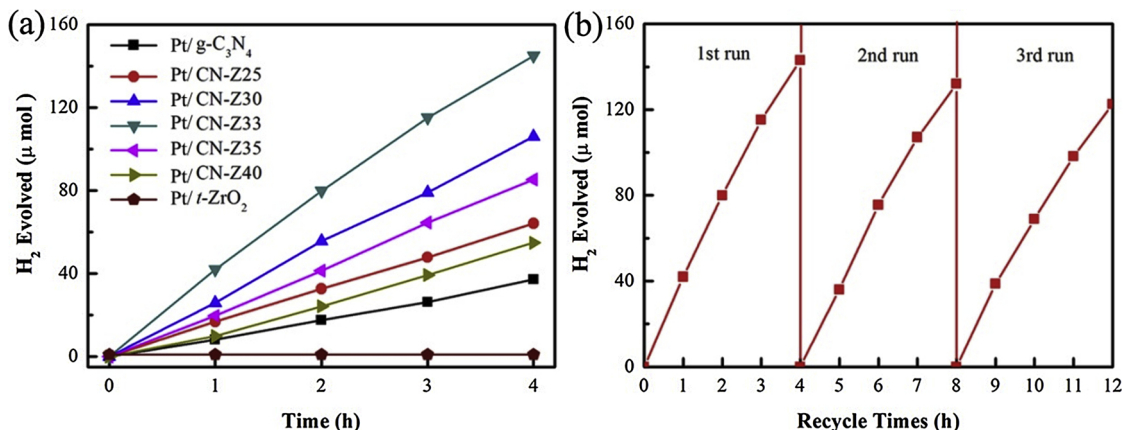 (a)
160
120
80
40
0
H2 Evolved (μ mol)
Pt/ g-C3N4
Pt/ CN-Z25
Pt/ CN-Z30
Pt/ CN-Z33
Pt/ CN-Z35
Pt/ CN-Z40
Pt/ t-ZrO2
0 1 2 3 4
Time (h)
(b)
160
120
80
40
0
H2 Evolved (μ mol)
1st run 2nd run 3rd run
0 1 2 3 4 5 6 7 8 9 10 11 12
Recycle Times (h)